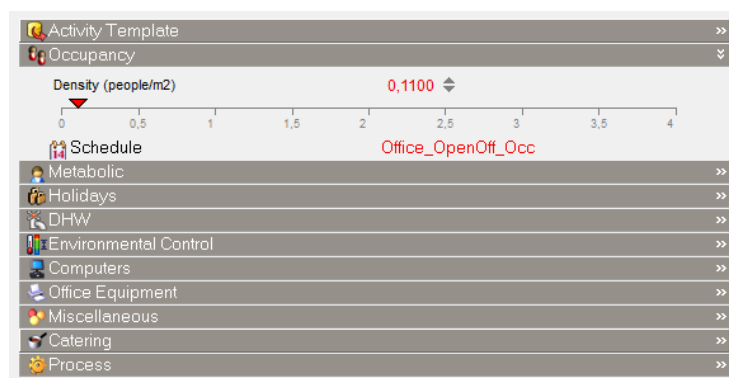 Activity Template
Occupancy
Density (people/m2) 0,1100
0 0,5 1 1,5 2 2,5 3 3,5 4
14 Schedule Office_OpenOff_Occ
Metabolic
Holidays
DHW
Environmental Control
Computers
Office Equipment
Miscellaneous
Catering
Process